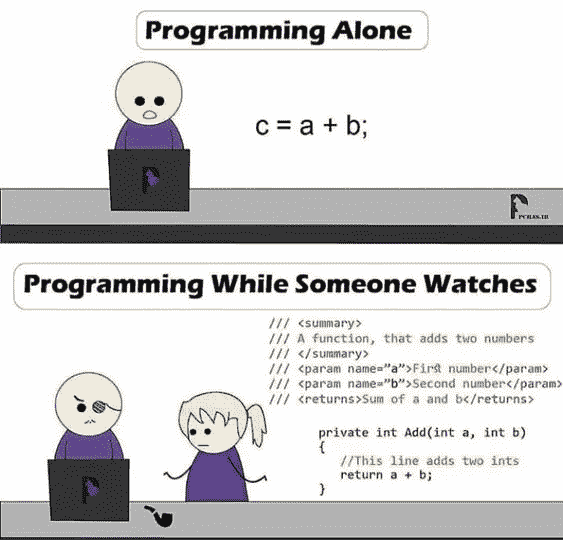 Programming Alone
c = a + b;
PCRAS.IR
Programming While Someone Watches
/// <summary>
/// A function, that adds two numbers
/// </summary>
/// <param name="a">First number</param>
/// <param name="b">Second number</param>
/// <returns>Sum of a and b</returns>
private int Add(int a, int b)
{
//This line adds two ints
return a + b;
}